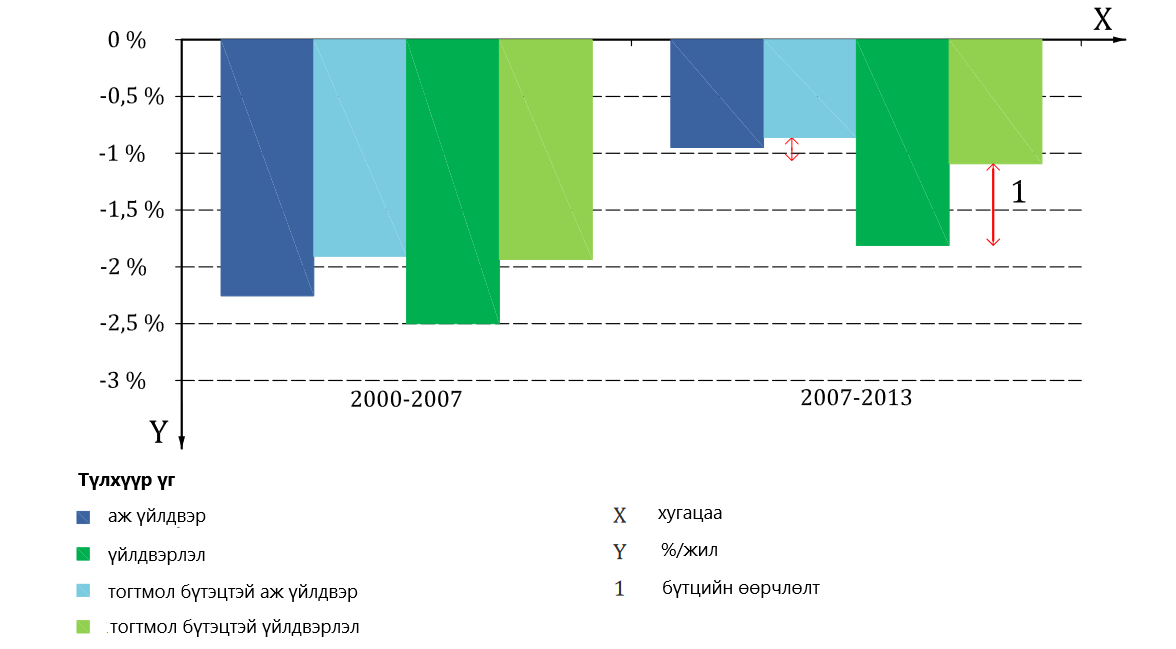 X
0 %
-0,5 %
-1 %
-1,5 %
1
-2 %
-2,5 %
-3 %
2000-2007
2007-2013
Y
Түлхүүр үг
аж үйлдвэр
үйлдвэрлэл
тогтмол бүтэцтэй аж үйлдвэр
тогтмол бүтэцтэй үйлдвэрлэл
X хугацаа
Y %/жил
1 бүтцийн өөрчлөлт